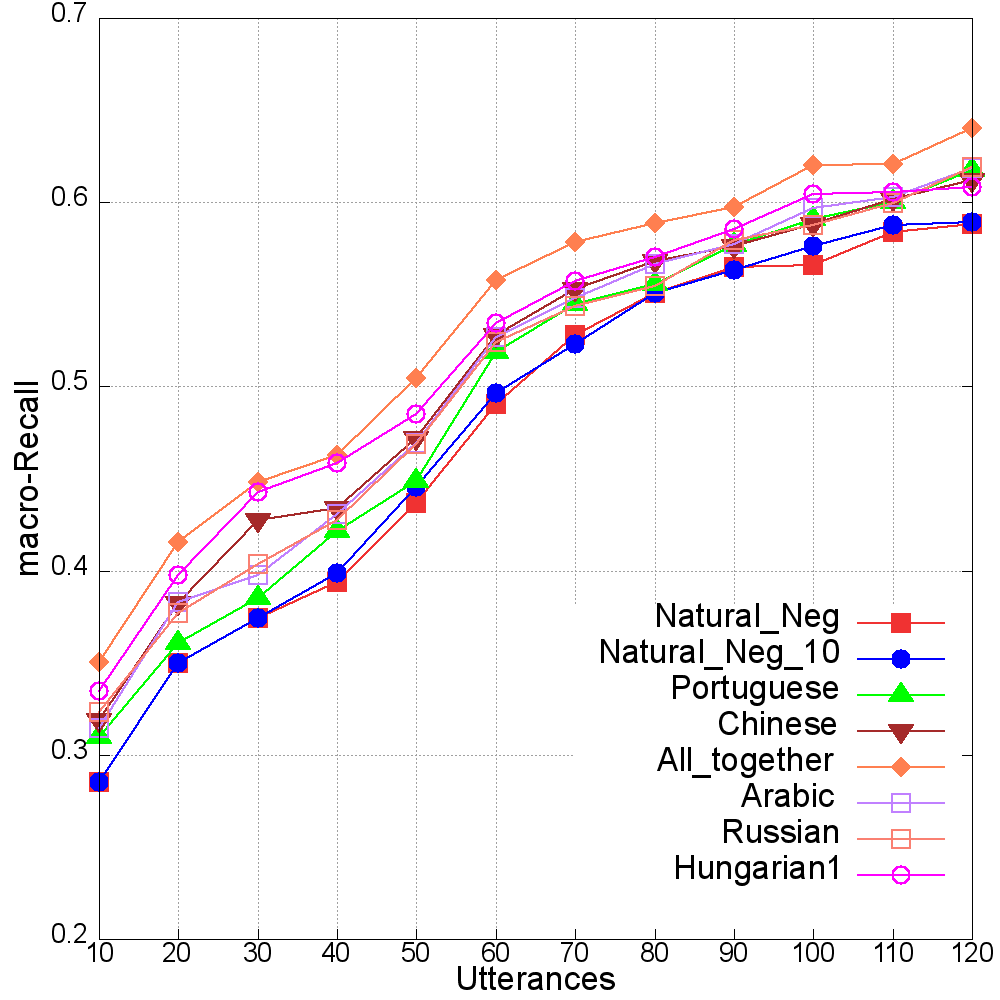 0.7
0.6
0.5
0.4
0.3
0.2
macro-Recall
Natural_Neg
Natural_Neg_10
Portuguese
Chinese
All_together
Arabic
Russian
Hungarian1
10 20 30 40 50 60 70 80 90 100 110 120
Utterances